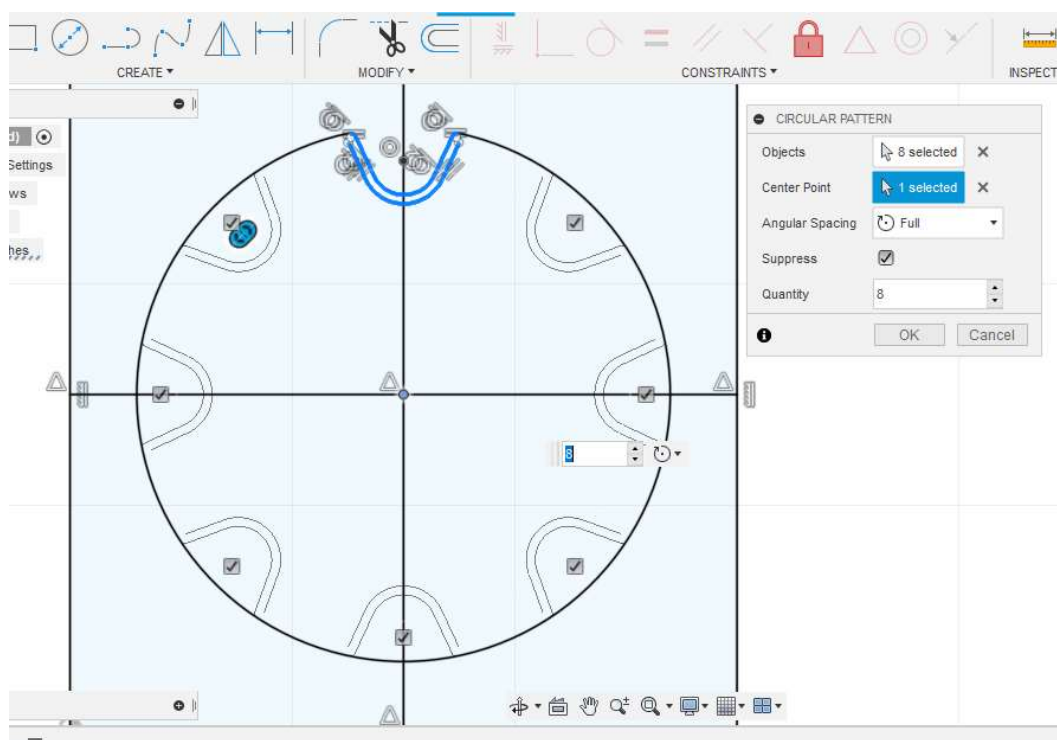 CREATE ▾
MODIFY ▾
CONSTRAINTS ▾
INSPECT
Settings
CIRCULAR PATTERN
Objects
8 selected
Center Point
1 selected
Angular Spacing
Full
Suppress
Quantity
8
OK
Cancel
8